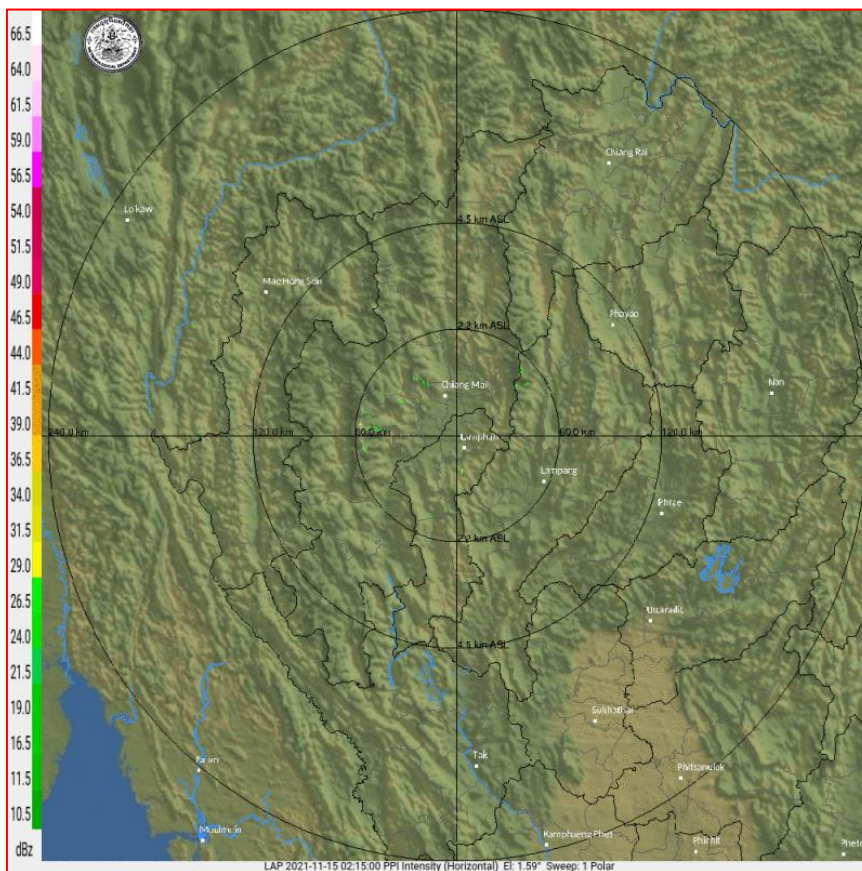 66.5
64.0
61.5
59.0
56.5
54.0
51.5
49.0
46.5
44.0
41.5
39.0
36.5
34.0
31.5
29.0
26.5
24.0
21.5
19.0
16.5
11.5
10.5
dBz
Chiang Rai
Loikaw
4.5 km ASL
Mae Hong Son
Phayao
2.2 km ASL
Chiang Mai
Nan
240.0 km
120.0 km
60.0 km
60.0 km
120.0 km
Lamphun
Lampang
Phrae
2.2 km ASL
Uttaradit
4.5 km ASL
Sukhothai
Tak
Phitsanulok
Moulmein
Kamphaeng Phet
Phichit
LAP 2021-11-15 02:15:00 PPI Intensity (Horizontal) El: 1.59° Sweep: 1 Polar